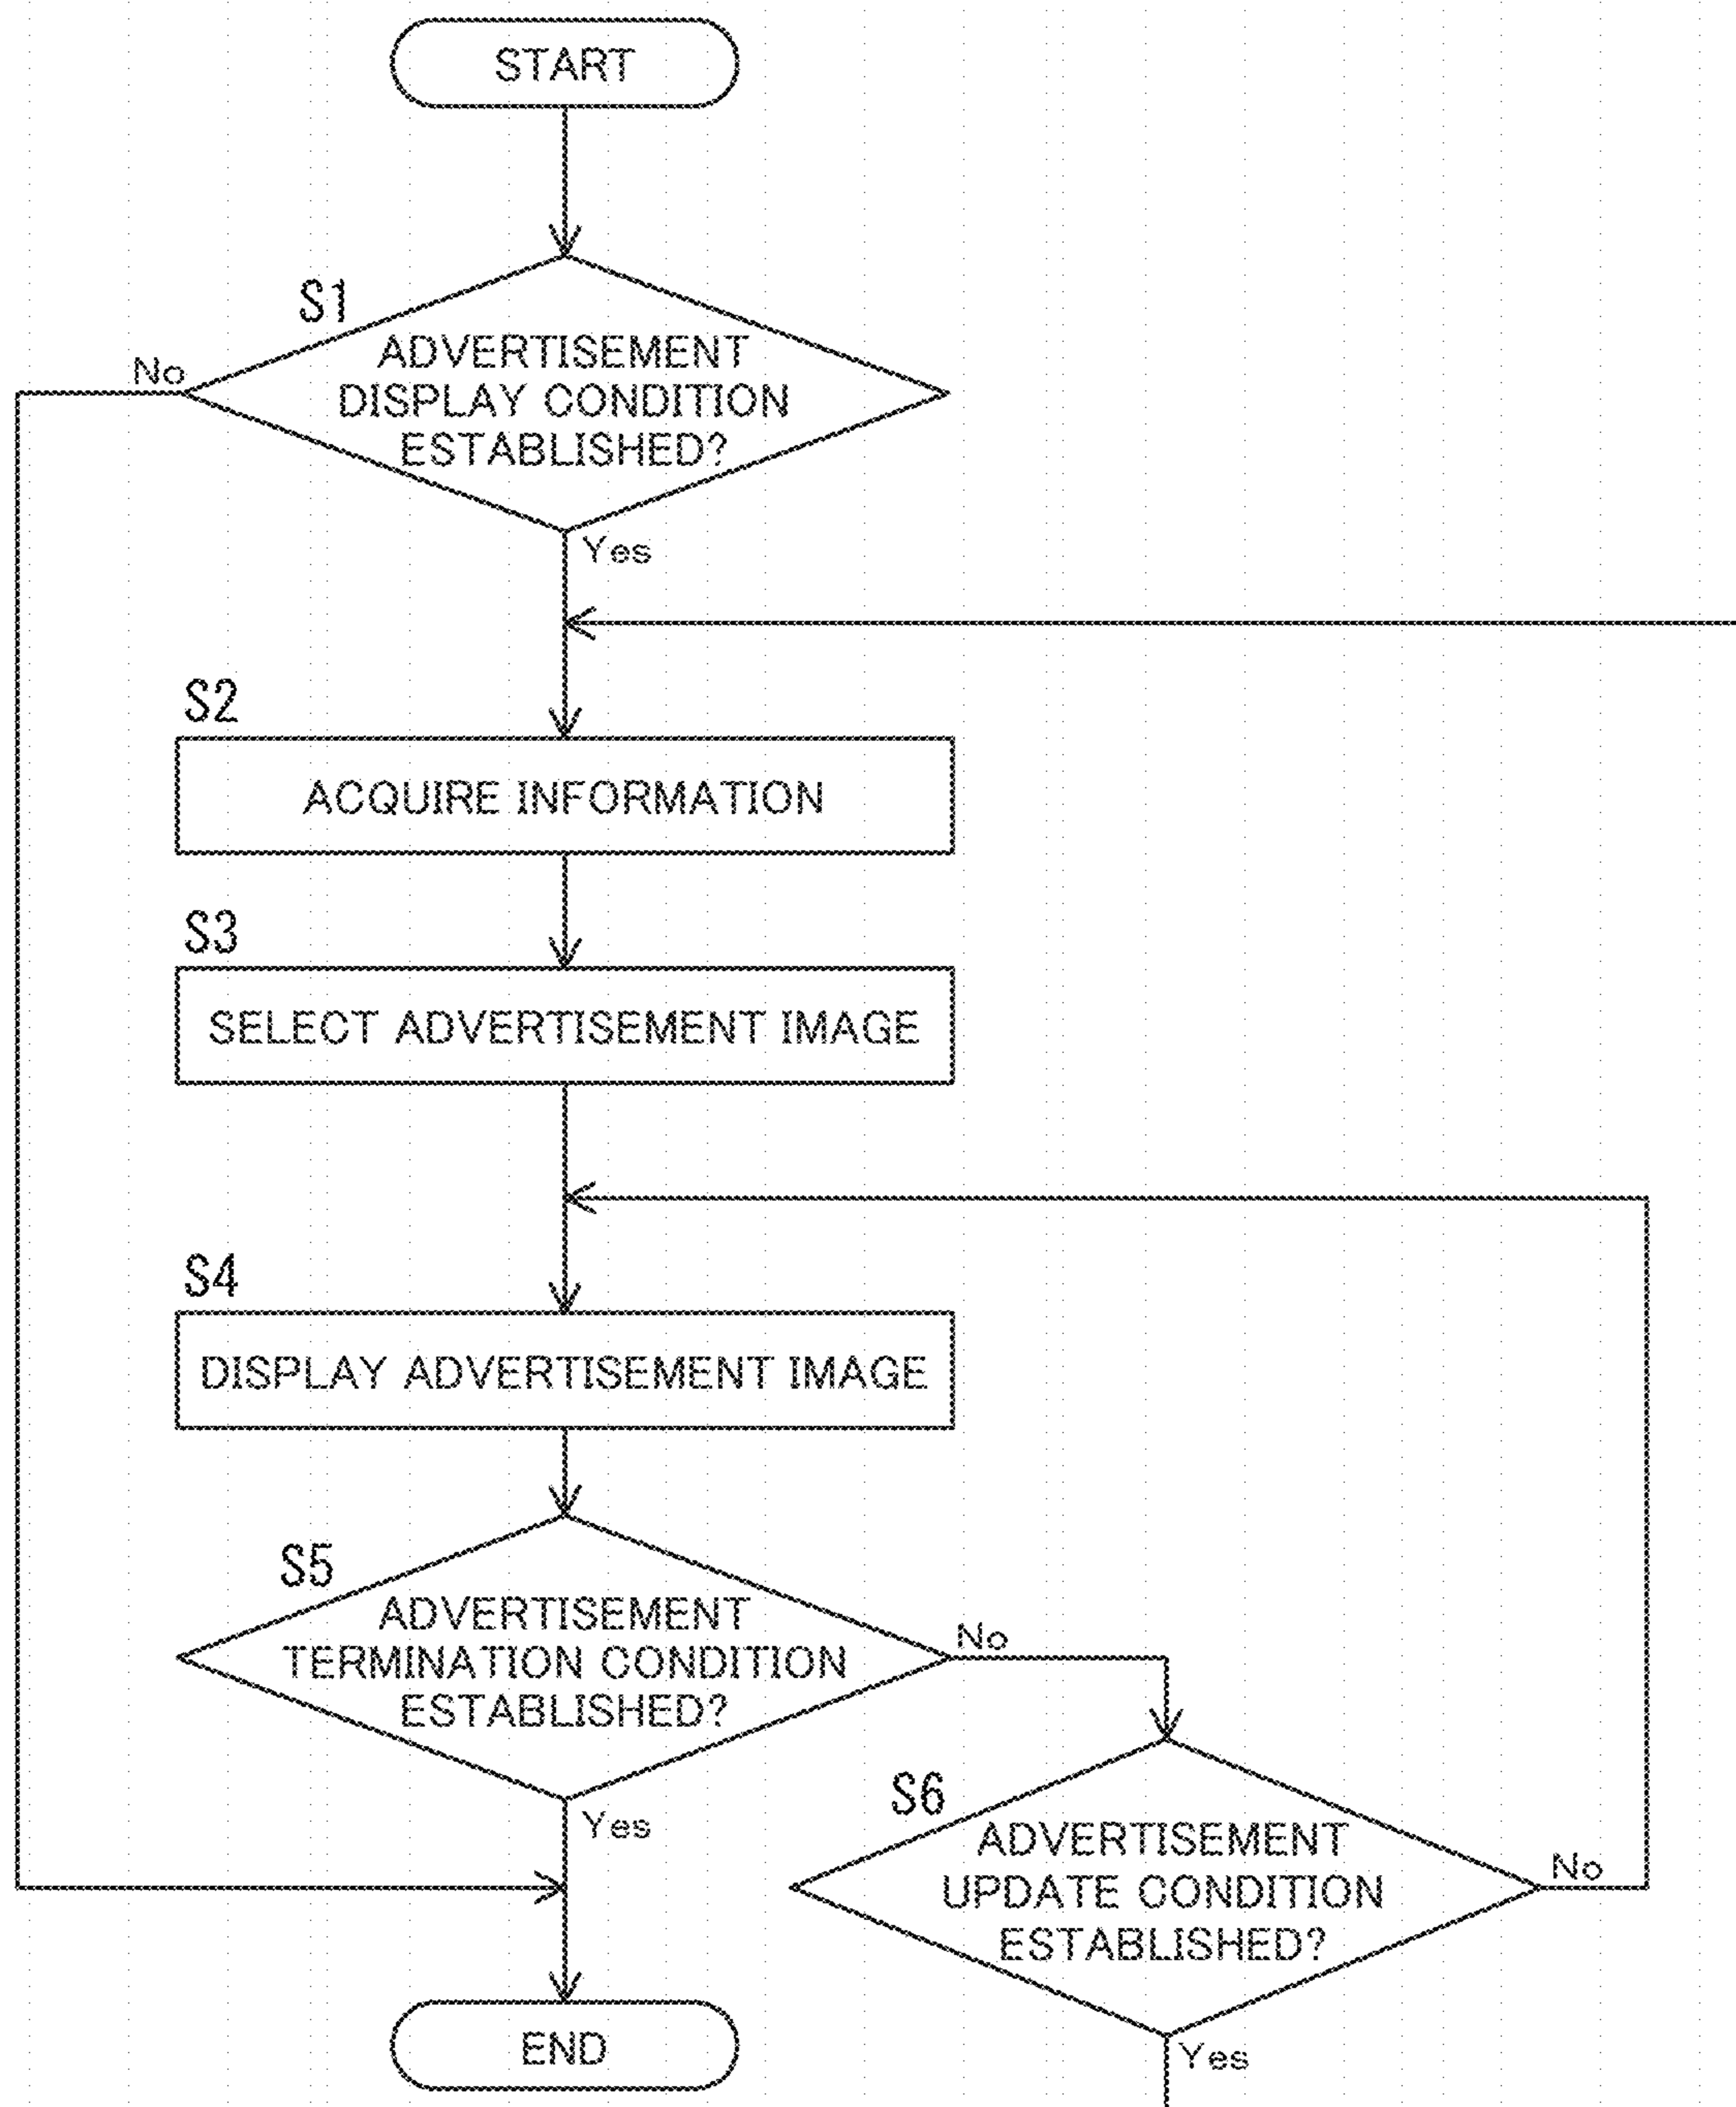 START
S1
ADVERTISEMENT
DISPLAY CONDITION
ESTABLISHED?
No
Yes
S2
ACQUIRE INFORMATION
S3
SELECT ADVERTISEMENT IMAGE
S4
DISPLAY ADVERTISEMENT IMAGE
S5
ADVERTISEMENT
TERMINATION CONDITION
ESTABLISHED?
No
Yes
S6
ADVERTISEMENT
UPDATE CONDITION
ESTABLISHED?
No
Yes
END